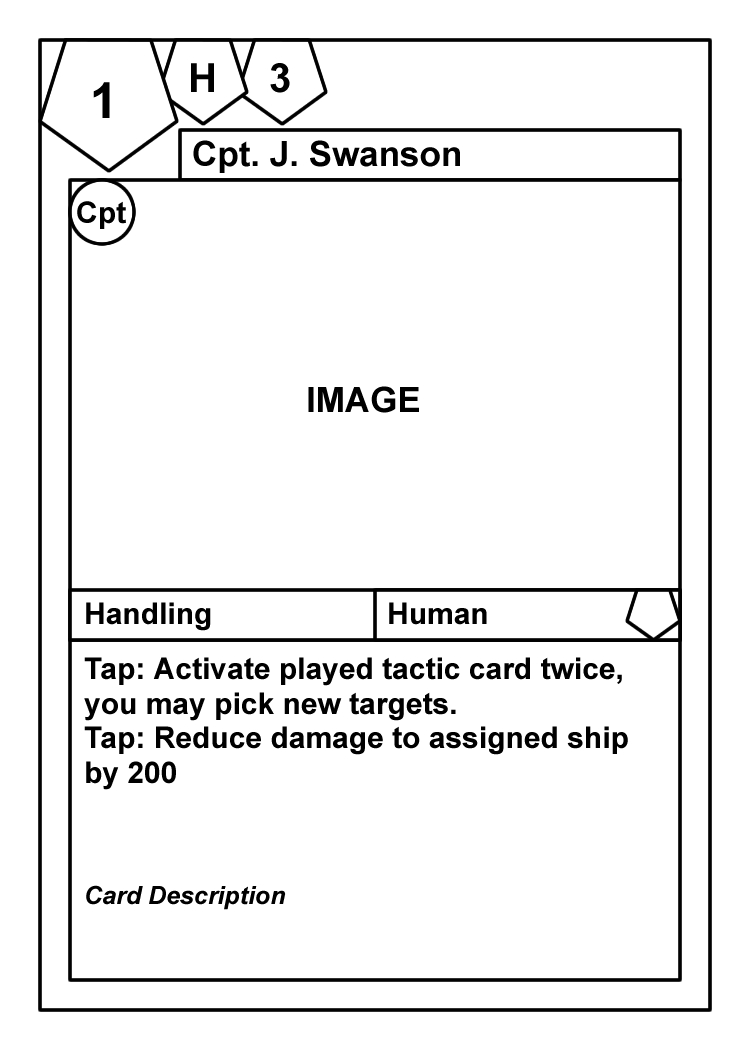 1 H 3
Cpt. J. Swanson
Cpt
IMAGE
Handling Human
Tap: Activate played tactic card twice,
you may pick new targets.
Tap: Reduce damage to assigned ship
by 200
Card Description